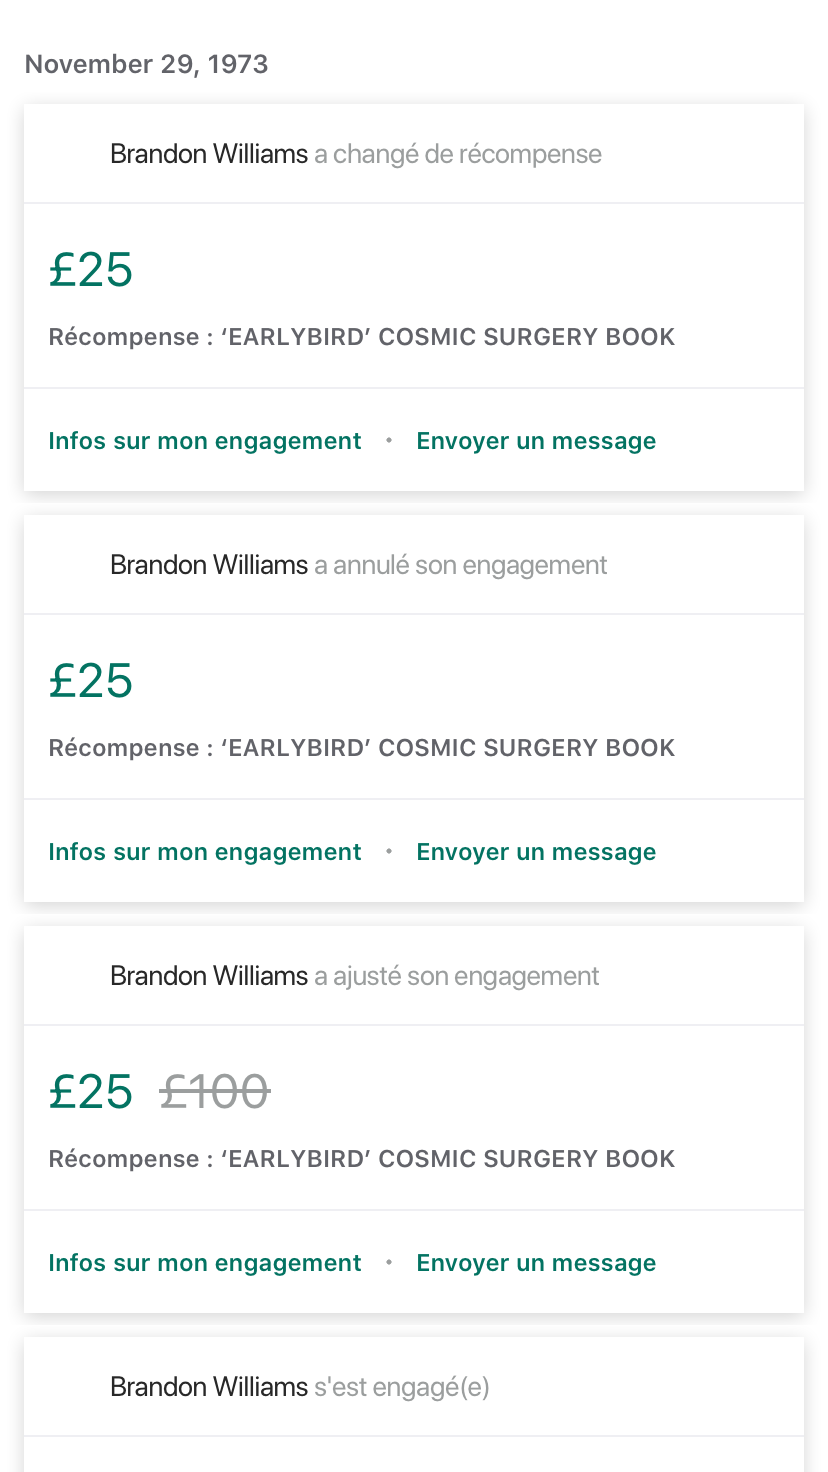 November 29, 1973
Brandon Williams a changé de récompense
£25
Récompense : ‘EARLYBIRD’ COSMIC SURGERY BOOK
Infos sur mon engagement • Envoyer un message
Brandon Williams a annulé son engagement
£25
Récompense : ‘EARLYBIRD’ COSMIC SURGERY BOOK
Infos sur mon engagement • Envoyer un message
Brandon Williams a ajusté son engagement
£25 £100
Récompense : ‘EARLYBIRD’ COSMIC SURGERY BOOK
Infos sur mon engagement • Envoyer un message
Brandon Williams s'est engagé(e)